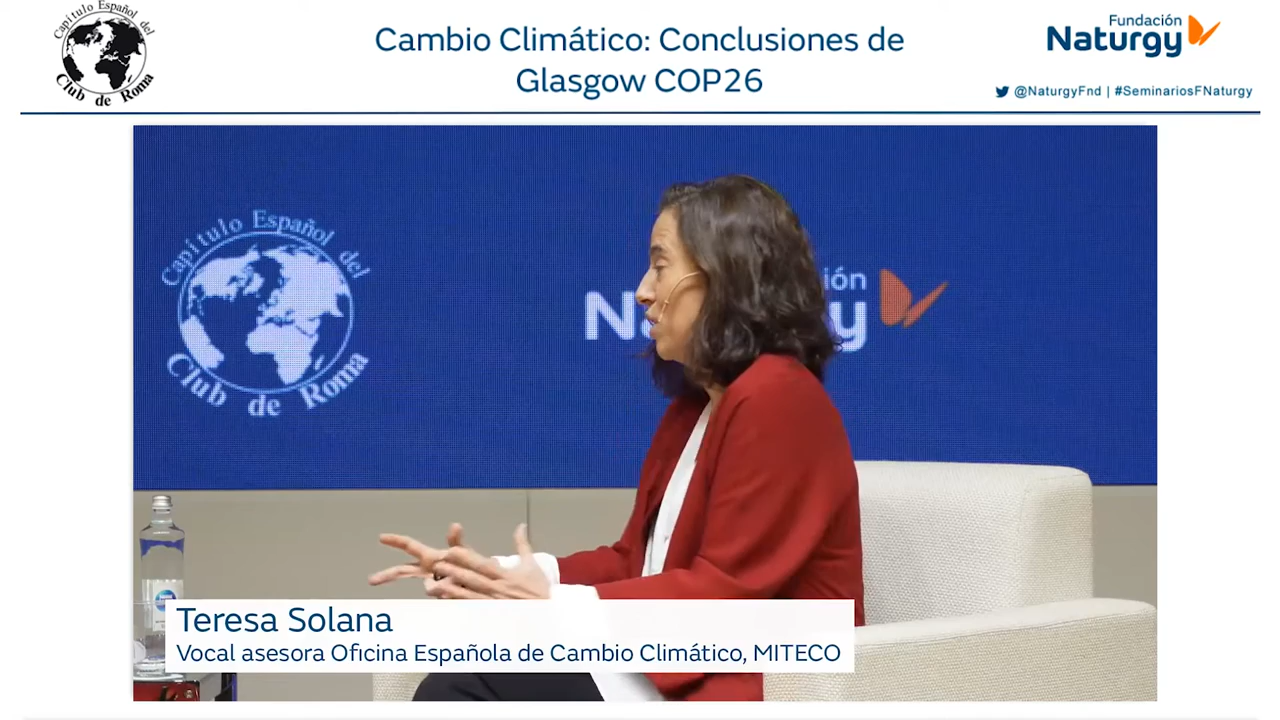 Capítulo Español del
Club de Roma
Cambio Climático: Conclusiones de
Glasgow COP26
Fundación
Naturgy
@NaturgyFnd | #SeminariosFNaturgy
Capítulo Español del
Club de Roma
Teresa Solana
Vocal asesora Oficina Española de Cambio Climático, MITECO